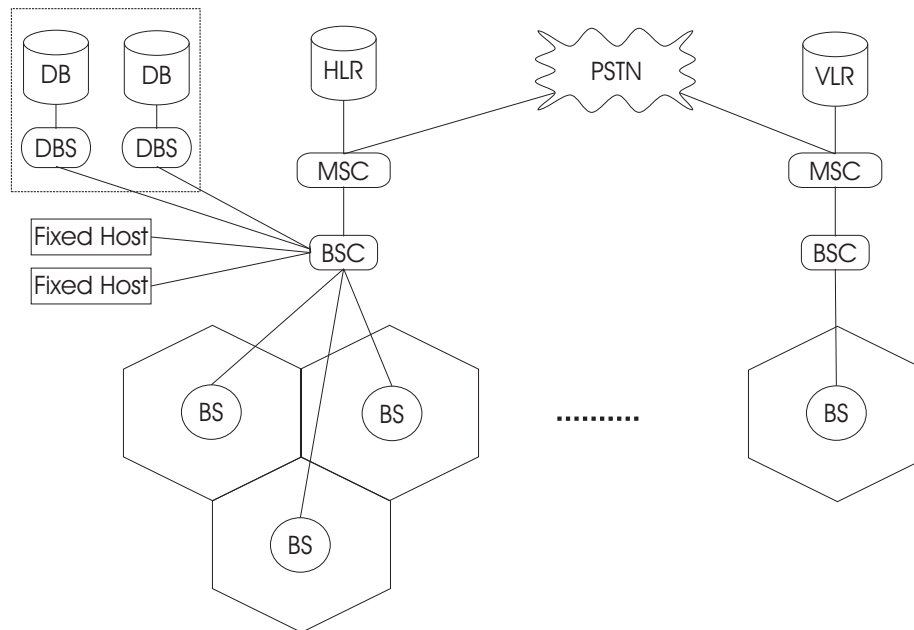 DB
DB
HLR
PSTN
VLR
DBS
DBS
MSC
MSC
Fixed Host
BSC
BSC
Fixed Host
BS
BS
..........
BS
BS